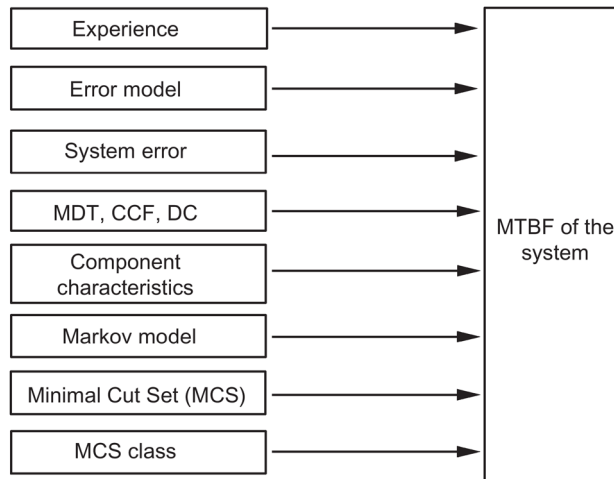 Experience
Error model
System error
MDT, CCF, DC
Component
characteristics
Markov model
Minimal Cut Set (MCS)
MCS class
MTBF of the
system